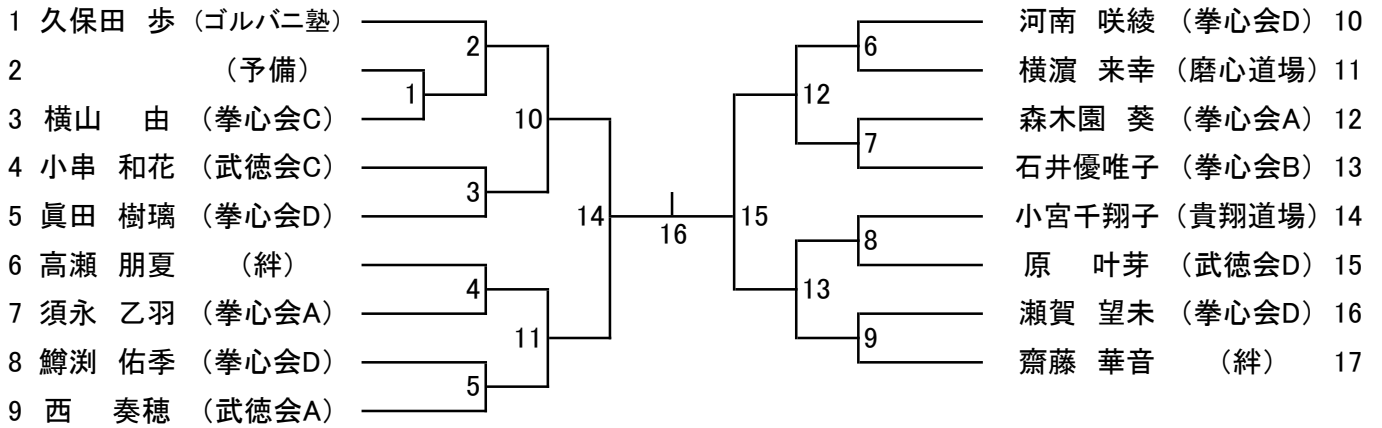 1 久保田 歩 (ゴルバニ塾)
2 (予備)
3 横山 由 (拳心会C)
4 小串 和花 (武徳会C)
5 眞田 樹璃 (拳心会D)
6 高瀬 朋夏 (絆)
7 須永 乙羽 (拳心会A)
8 鱒渕 佑季 (拳心会D)
9 西 奏穂 (武徳会A)
2
1
10
3
14
4
11
5
16
6
12
7
15
8
13
9
河南 咲綾 (拳心会D) 10
横濵 来幸 (磨心道場) 11
森木園 葵 (拳心会A) 12
石井優唯子 (拳心会B) 13
小宮千翔子 (貴翔道場) 14
原 叶芽 (武徳会D) 15
瀬賀 望未 (拳心会D) 16
齋藤 華音 (絆) 17